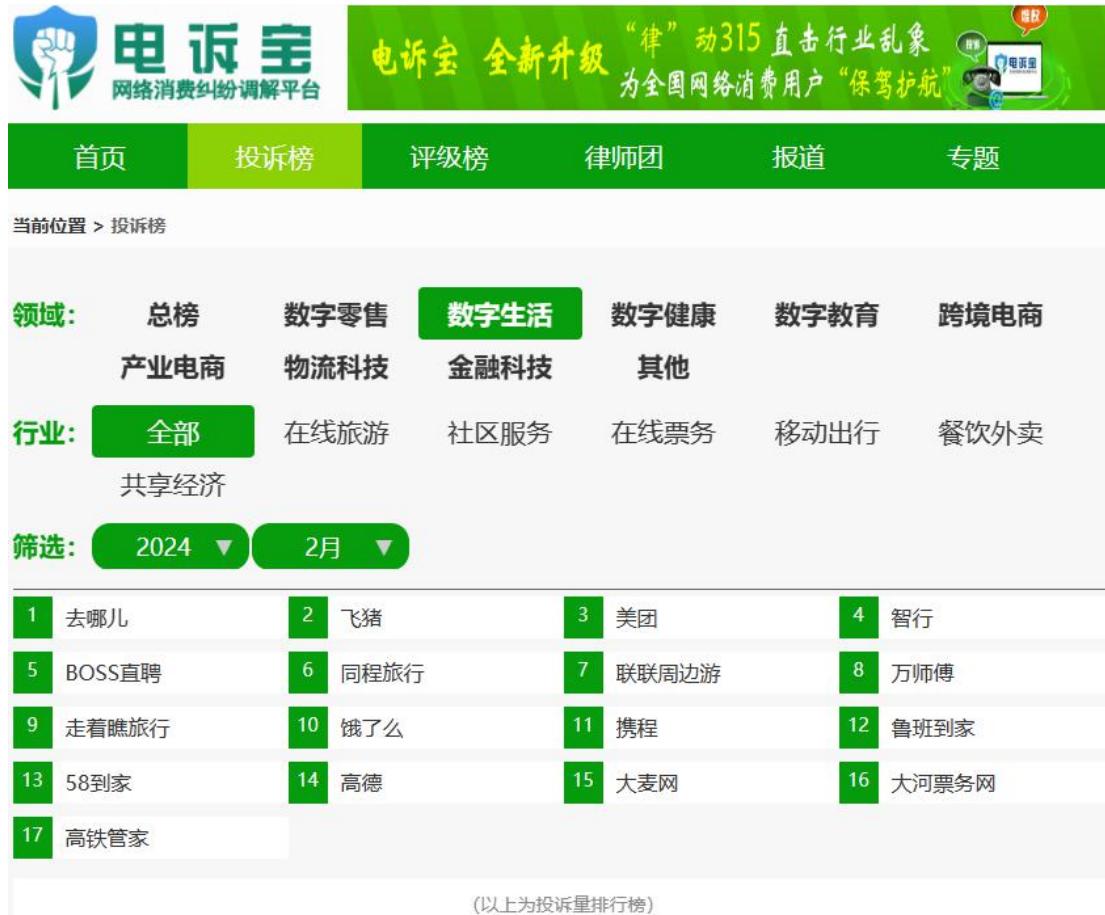 电诉宝
网络消费纠纷调解平台
电诉宝 全新升级
“律”动315 直击行业乱象
为全国网络消费用户“保驾护航”
维权
投诉
电诉宝
首页 投诉榜 评级榜 律师团 报道 专题
当前位置 > 投诉榜
领域： 总榜 数字零售 数字生活 数字健康 数字教育 跨境电商
产业电商 物流科技 金融科技 其他
行业： 全部 在线旅游 社区服务 在线票务 移动出行 餐饮外卖
共享经济
筛选： 2024 ▼ 2月 ▼
1 去哪儿 2 飞猪 3 美团 4 智行
5 BOSS直聘 6 同程旅行 7 联联周边游 8 万师傅
9 走着瞧旅行 10 饿了么 11 携程 12 鲁班到家
13 58到家 14 高德 15 大麦网 16 大河票务网
17 高铁管家
(以上为投诉量排行榜)